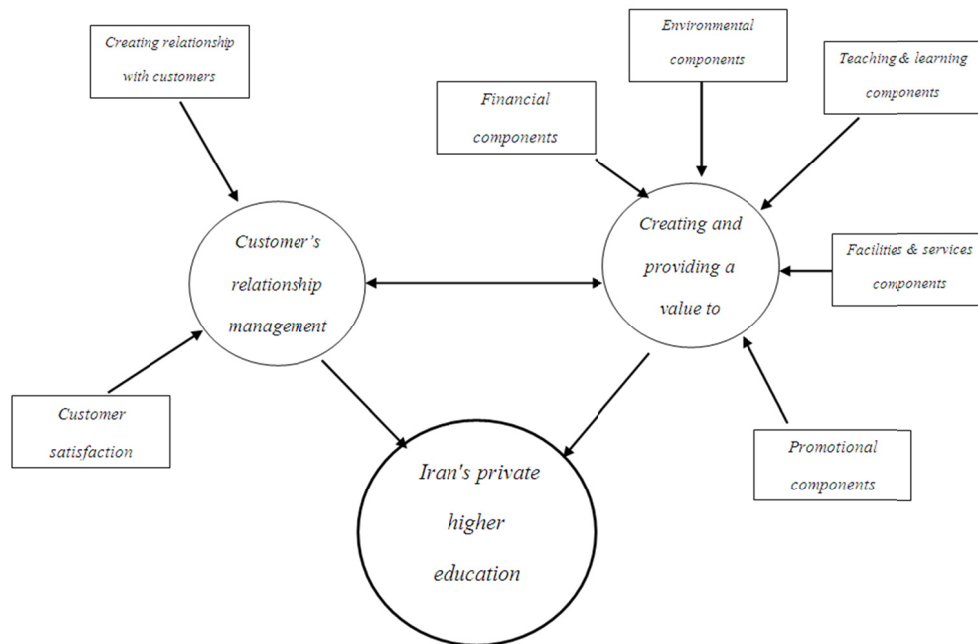 Creating relationship
with customers
Financial
components
Environmental
components
Teaching & learning
components
Customer’s
relationship
management
Creating and
providing a
value to
Facilities & services
components
Customer
satisfaction
Promotional
components
Iran's private
higher
education